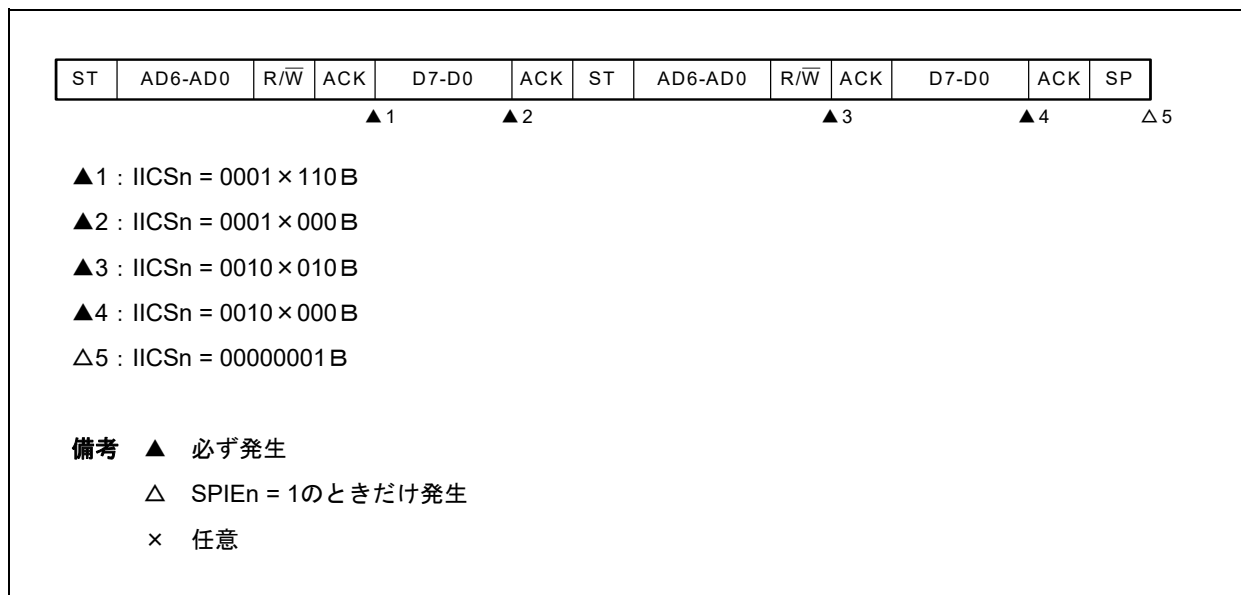 ST AD6-AD0 R/W̅ ACK D7-D0 ACK ST AD6-AD0 R/W̅ ACK D7-D0 ACK SP
▲1 ▲2 ▲3 ▲4 △5
▲1：IICSn = 0001×110B
▲2：IICSn = 0001×000B
▲3：IICSn = 0010×010B
▲4：IICSn = 0010×000B
△5：IICSn = 00000001B
備考 ▲ 必ず発生
△ SPIEn = 1のときだけ発生
× 任意